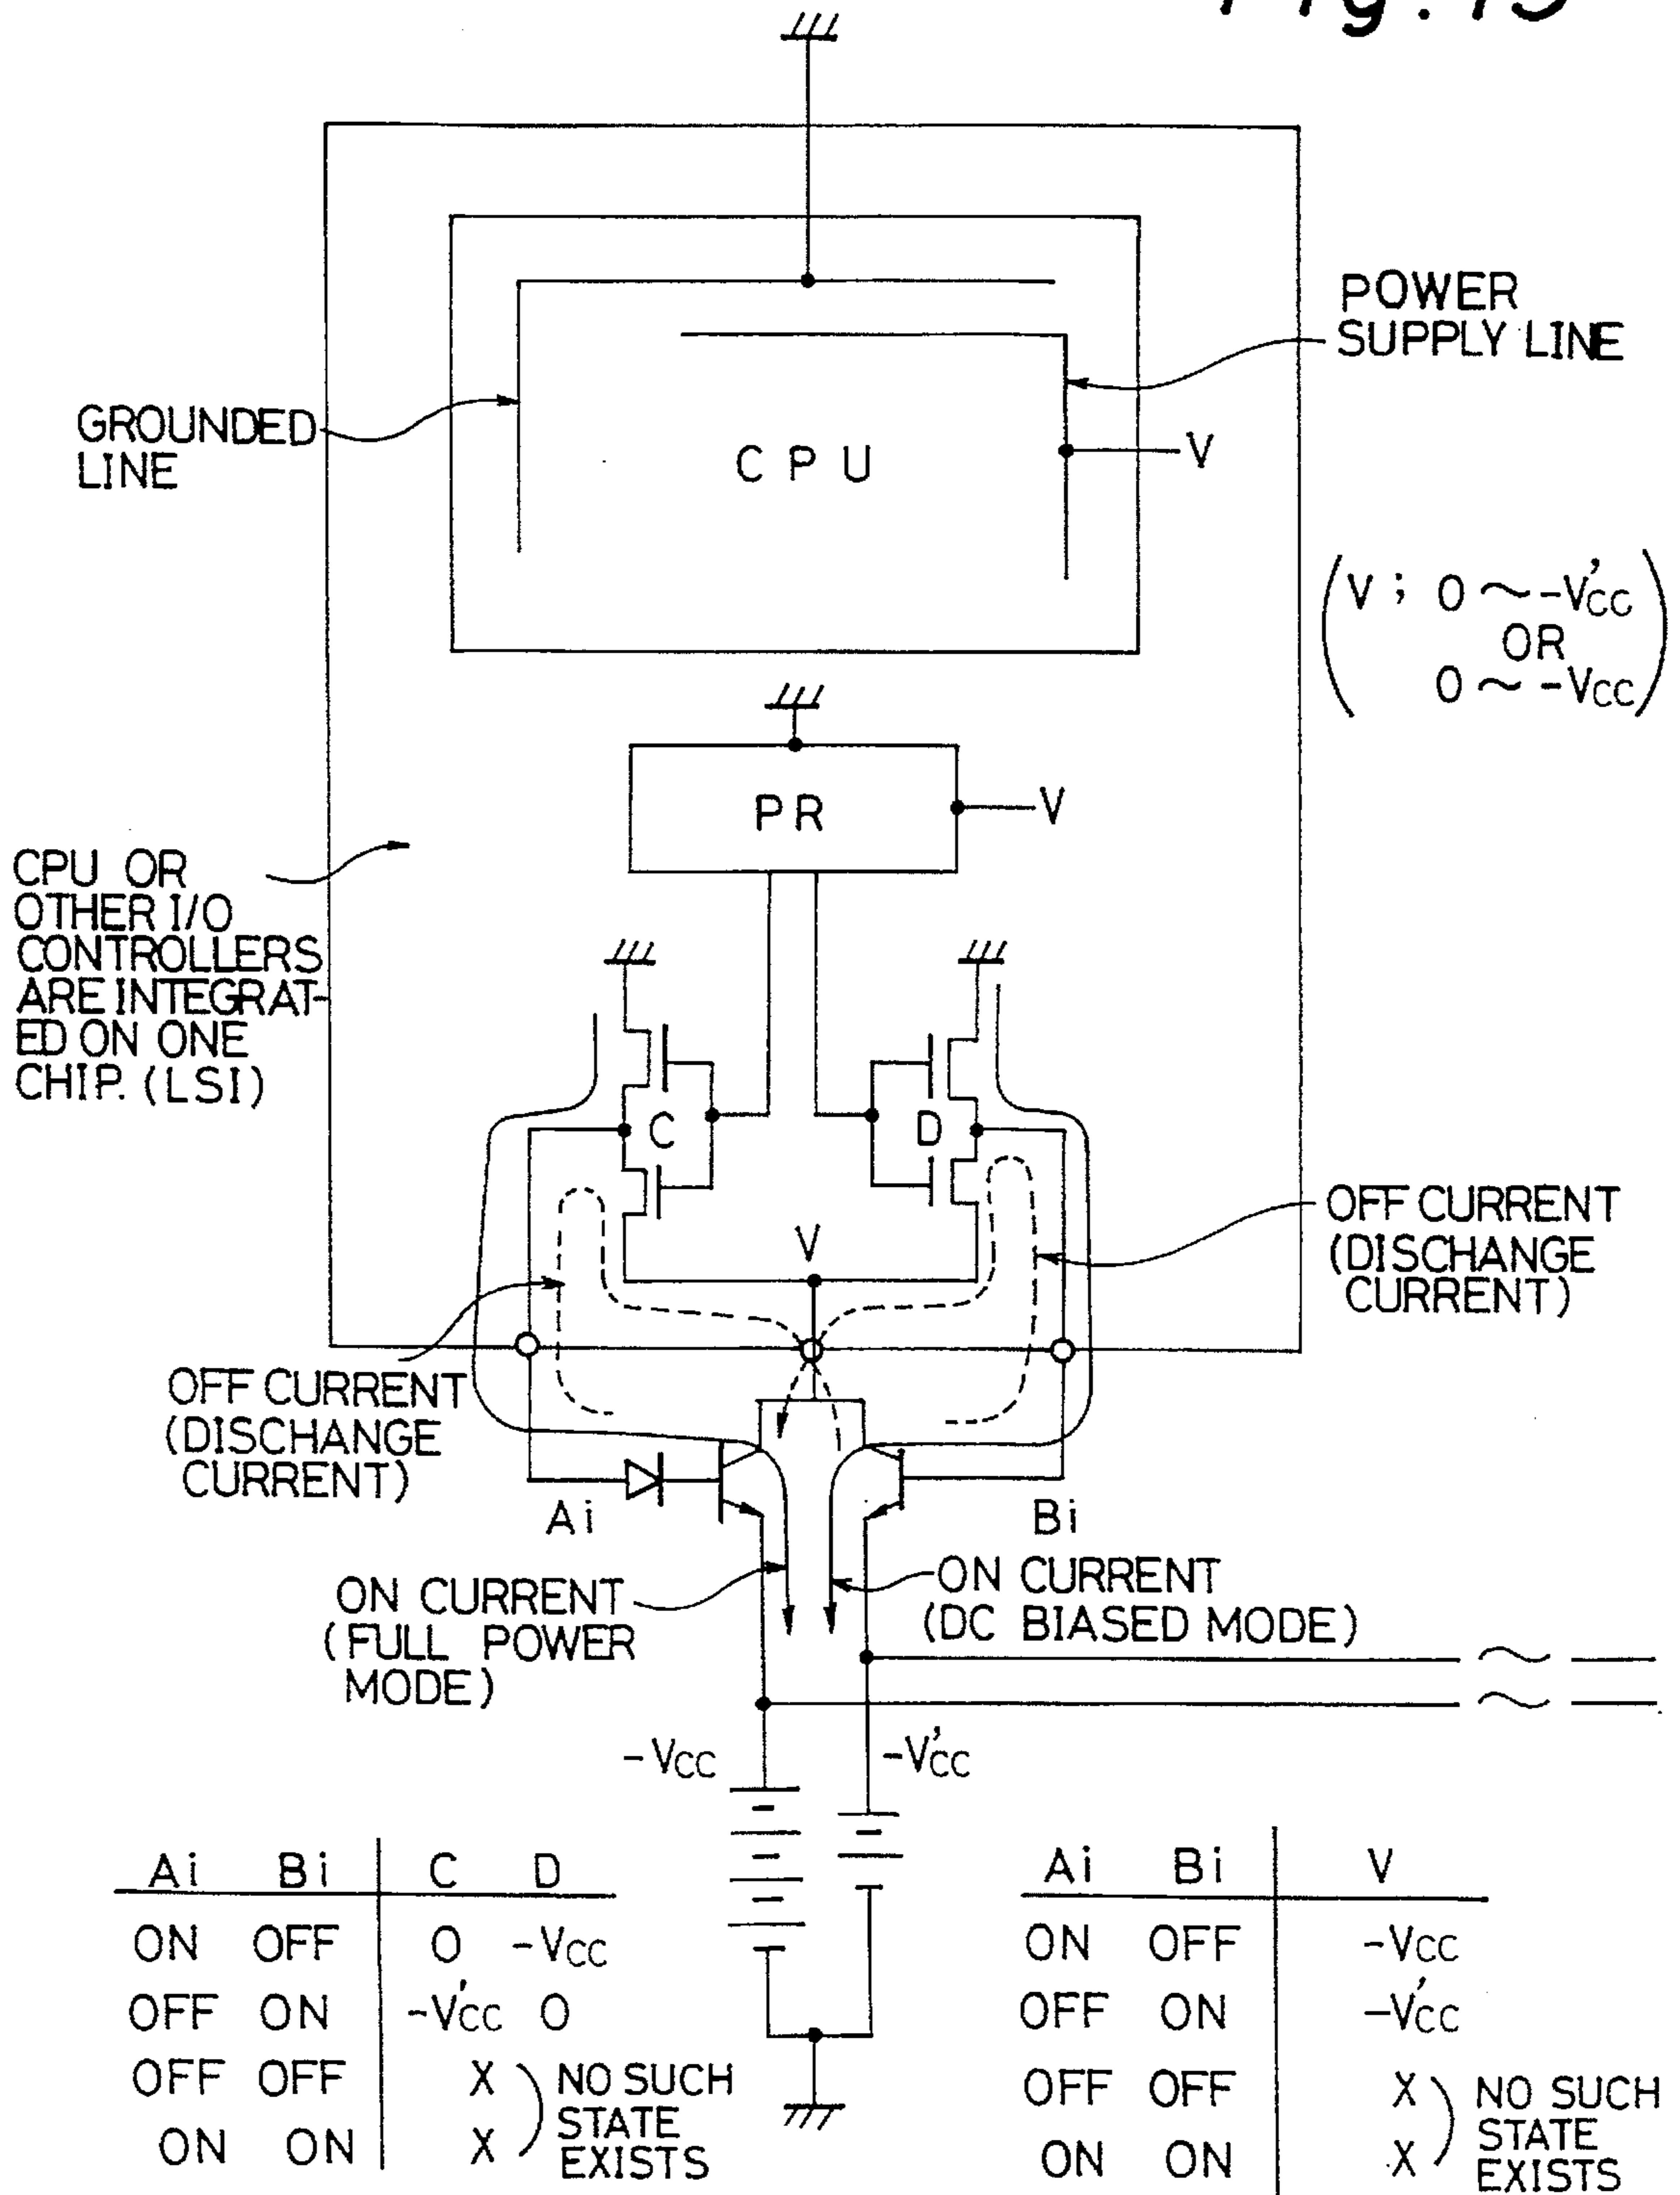 Fig. 13
POWER
SUPPLY LINE
GROUNDED
LINE
CPU
V
(V; 0 ~ -V'CC
OR
0 ~ -VCC)
PR
V
CPU OR
OTHER I/O
CONTROLLERS
ARE INTEGRAT-
ED ON ONE
CHIP. (LSI)
C
D
V
OFF CURRENT
(DISCHANGE
CURRENT)
OFF CURRENT
(DISCHANGE
CURRENT)
Ai
Bi
ON CURRENT
(FULL POWER
MODE)
ON CURRENT
(DC BIASED MODE)
-VCC
-V'CC
Ai Bi C D
ON OFF 0 -VCC
OFF ON -V'CC 0
OFF OFF X
ON ON X
) NO SUCH
STATE
EXISTS
Ai Bi V
ON OFF -VCC
OFF ON -V'CC
OFF OFF X
ON ON X
) NO SUCH
STATE
EXISTS